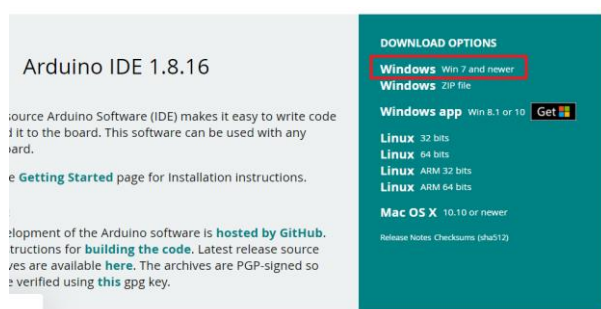 Arduino IDE 1.8.16
source Arduino Software (IDE) makes it easy to write code
d it to the board. This software can be used with any
oard.
e Getting Started page for Installation instructions.
elopment of the Arduino software is hosted by GitHub.
tructions for building the code. Latest release source
ves are available here. The archives are PGP-signed so
e verified using this gpg key.
DOWNLOAD OPTIONS
Windows Win 7 and newer
Windows ZIP file
Windows app Win 8.1 or 10 Get
Linux 32 bits
Linux 64 bits
Linux ARM 32 bits
Linux ARM 64 bits
Mac OS X 10.10 or newer
Release Notes Checksums (sha512)